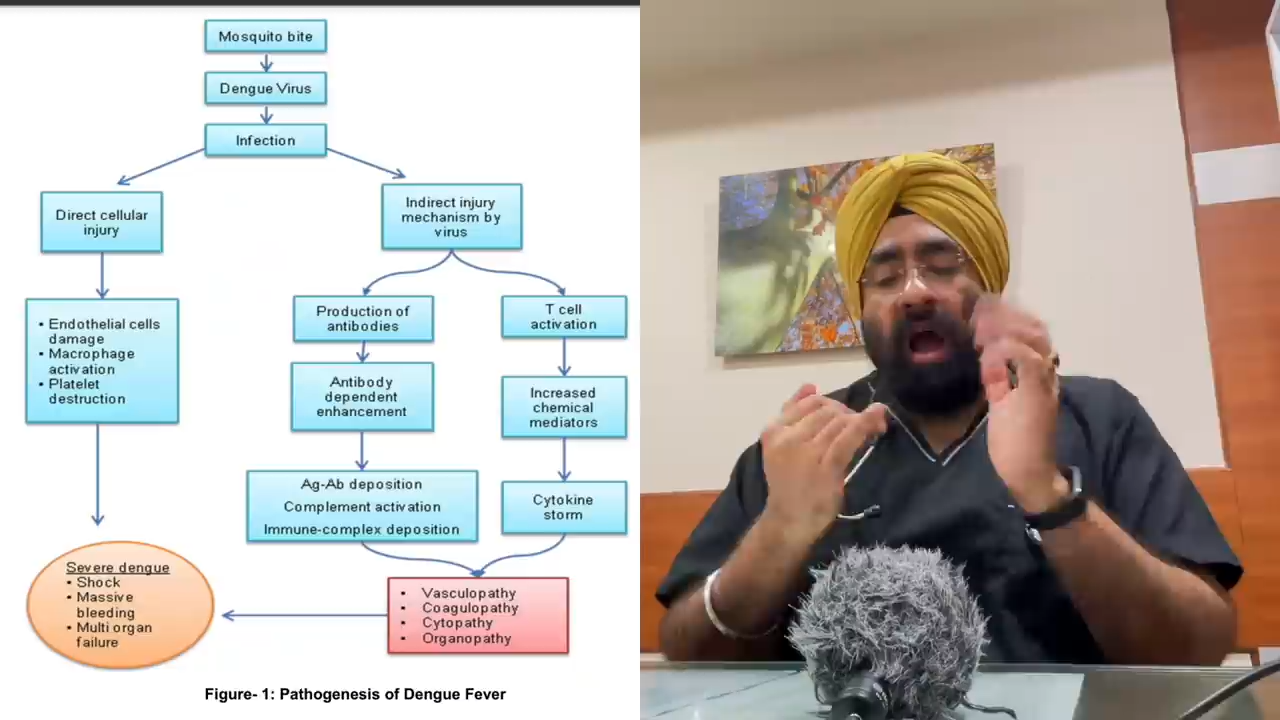 Mosquito bite
Dengue Virus
Infection
Direct cellular
injury
Indirect injury
mechanism by
virus
• Endothelial cells
damage
• Macrophage
activation
• Platelet
destruction
Production of
antibodies
T cell
activation
Antibody
dependent
enhancement
Increased
chemical
mediators
Ag-Ab deposition
Complement activation
Immune-complex deposition
Cytokine
storm
Severe dengue
• Shock
• Massive
bleeding
• Multi organ
failure
• Vasculopathy
• Coagulopathy
• Cytopathy
• Organopathy
Figure- 1: Pathogenesis of Dengue Fever